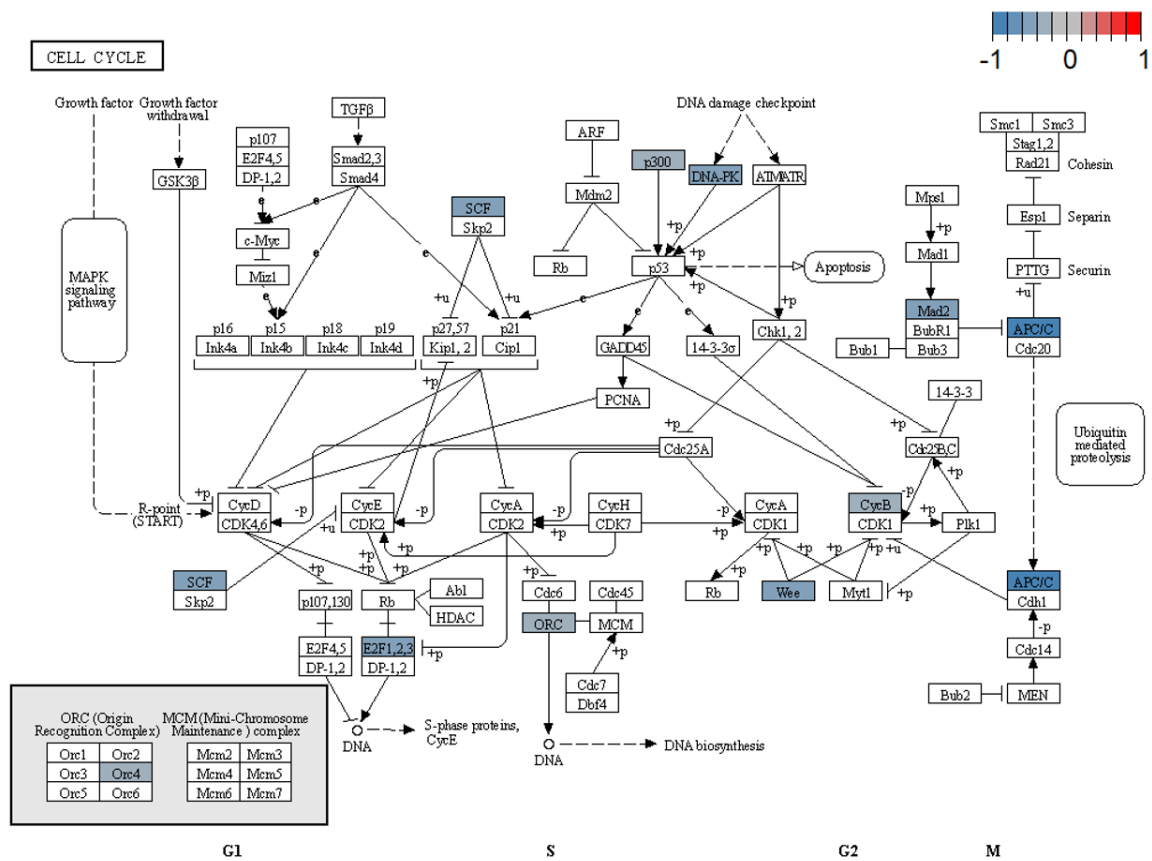 -1 0 1
CELL CYCLE
Growth factor
Growth factor
withdrawal
TGFβ
DNA damage checkpoint
p107
E2F4,5
DP-1,2
Smad2,3
Smad4
ARF
p300
DNA-PK
ATM/ATR
Smc1 Smc3
Stag1,2
Rad21
Cohesin
GSK3β
e
e
SCF
Skp2
Mdm2
Mps1
+p
Esp1
Separin
c-Myc
Miz1
e
e
e
+p
+p
Rb
p53
Apoptosis
Mad1
PTTG
Securin
MAPK
signaling
pathway
+u
+u
e
e
+p
+p
+u
p16
Ink4a
p15
Ink4b
p18
Ink4c
p19
Ink4d
p27,57
Kip1, 2
p21
Cip1
GADD45
14-3-3σ
Chk1, 2
Mad2
BubR1
Bub3
Bub1
APC/C
Cdc20
+p
PCNA
14-3-3
+p
Cdc25A
+p
Cdc25B,C
Ubiquitin
mediated
proteolysis
R-point
(START)
+p
CycD
CDK4,6
-p
CycE
CDK2
-p
CycA
CDK2
-p
+p
CycH
CDK7
-p
+p
CycA
CDK1
CycB
CDK1
-p
+p
+p
Plk1
+u
+p
+p
+p
+p
+p
+p
+p
+p
+u
SCF
Skp2
p107,130
Rb
Abl
HDAC
Cdc6
Cdc45
Rb
Wee
Myt1
+p
APC/C
Cdh1
ORC
MCM
+p
-p
E2F4,5
DP-1,2
E2F1,2,3
DP-1,2
+p
Cdc7
Dbf4
Cdc14
Bub2
MEN
DNA
S-phase proteins,
CycE
DNA
DNA biosynthesis
ORC (Origin
Recognition Complex)
MCM (Mini-Chromosome
Maintenance ) complex
Orc1 Orc2
Orc3 Orc4
Orc5 Orc6
Mcm2 Mcm3
Mcm4 Mcm5
Mcm6 Mcm7
G1 S G2 M